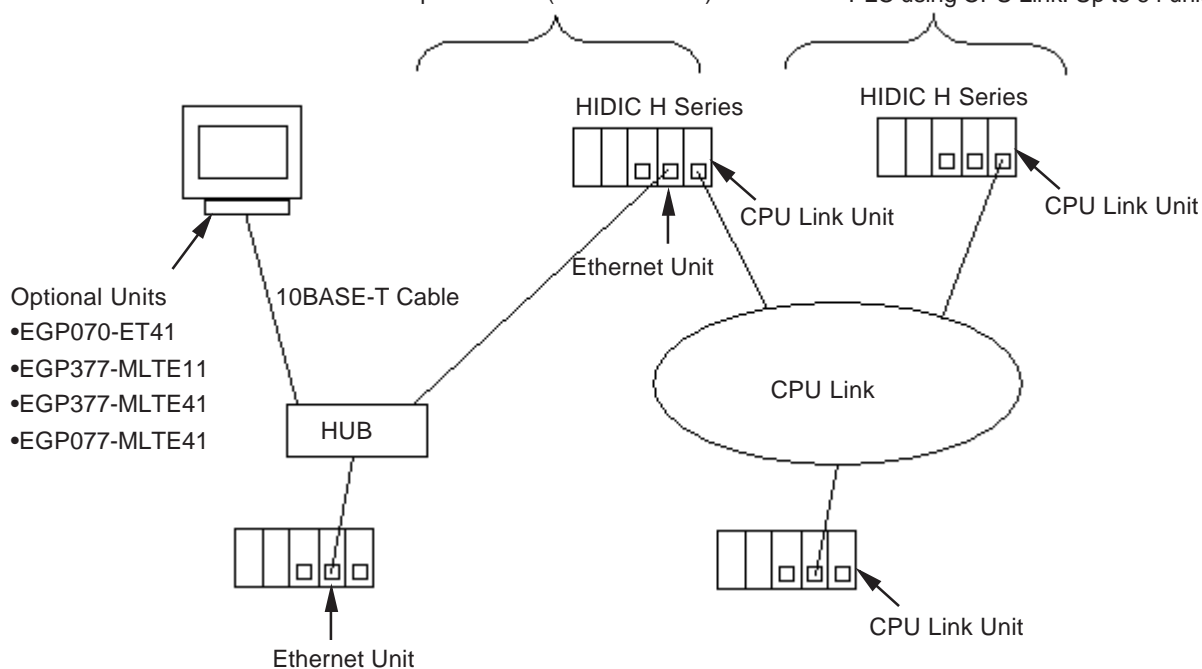 HIDIC H Series
HIDIC H Series
CPU Link Unit
CPU Link Unit
Ethernet Unit
Optional Units
•EGP070-ET41
•EGP377-MLTE11
•EGP377-MLTE41
•EGP077-MLTE41
10BASE-T Cable
CPU Link
HUB
CPU Link Unit
Ethernet Unit